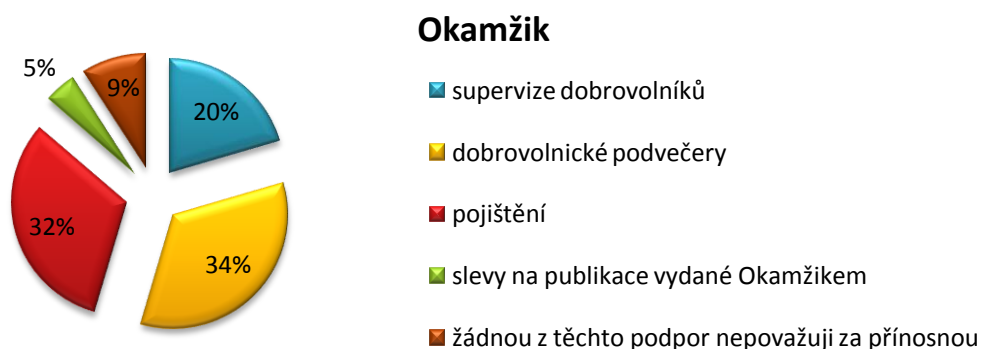 Okamžik
5%
9%
20%
32%
34%
supervize dobrovolníků
dobrovolnické podvečery
pojištění
slevy na publikace vydané Okamžikem
žádnou z těchto podpor nepovažuji za přínosnou